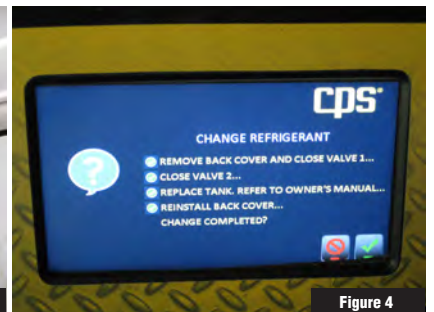 cps
CHANGE REFRIGERANT
REMOVE BACK COVER AND CLOSE VALVE 1...
CLOSE VALVE 2...
REPLACE TANK. REFER TO OWNER'S MANUAL...
REINSTALL BACK COVER...
CHANGE COMPLETED?
Figure 4